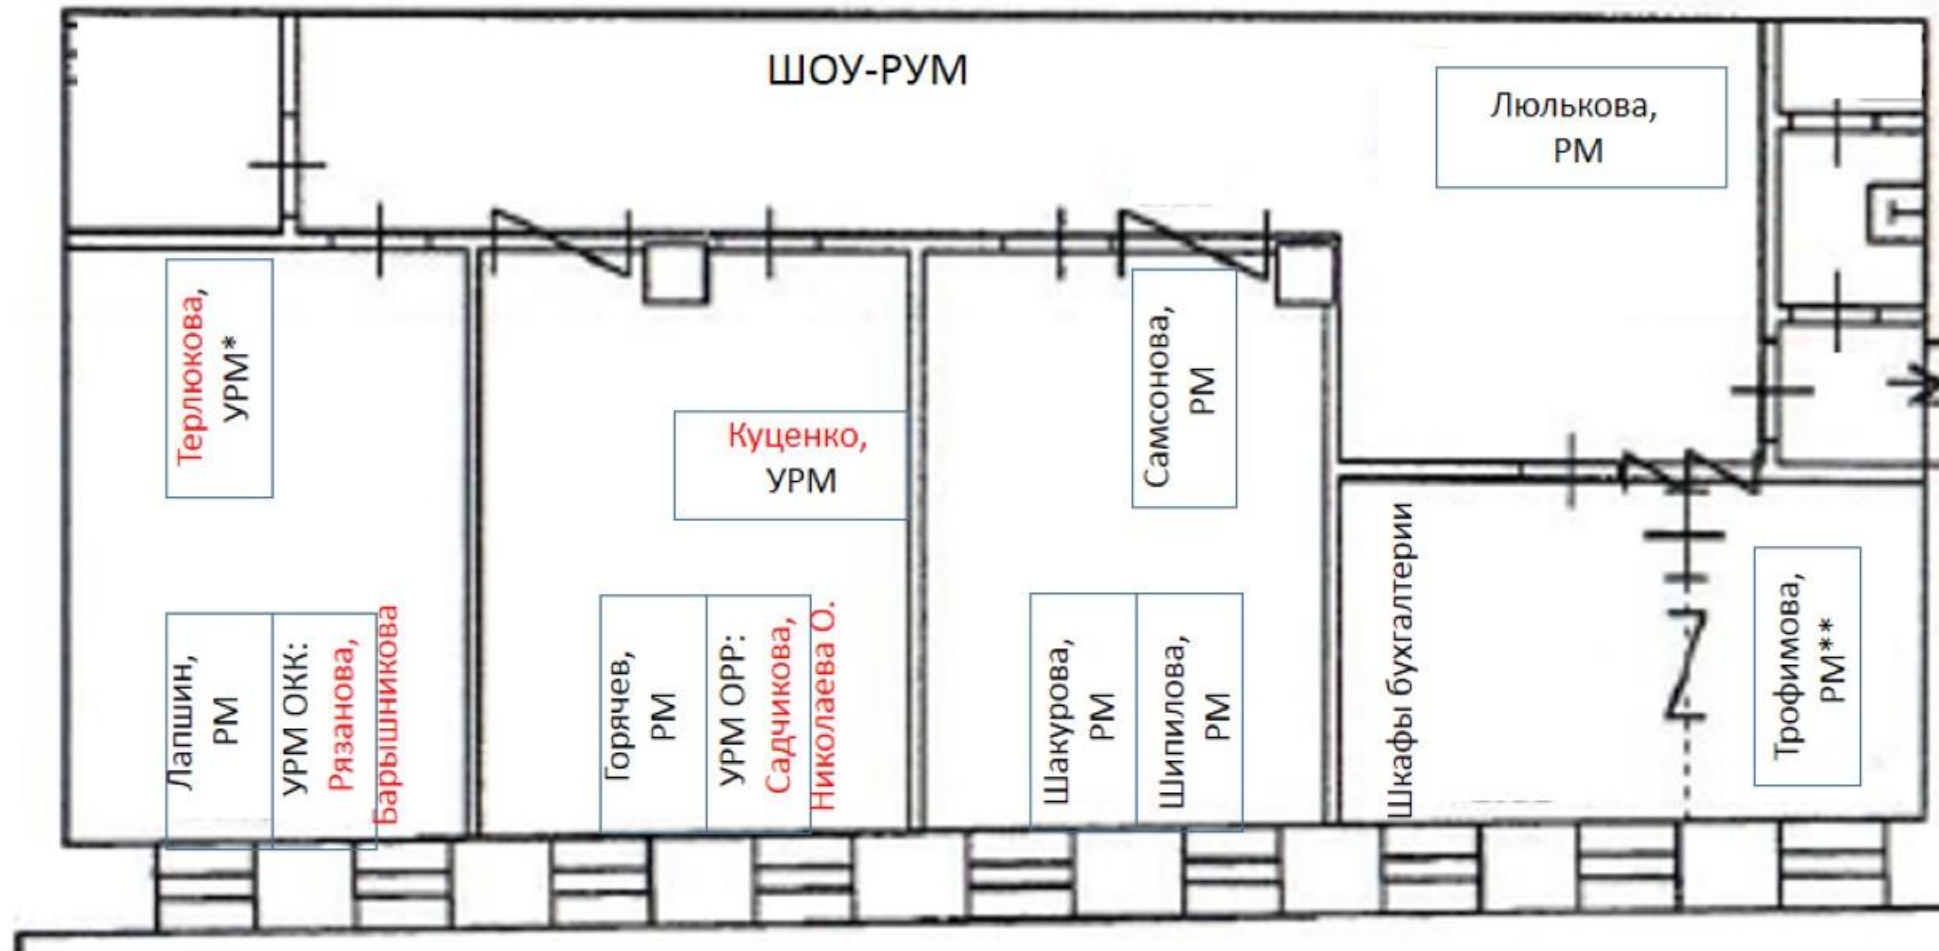 ШОУ-РУМ
Люлькова,
РМ
Терлюкова,
УРМ*
Куценко,
УРМ
Самсонова,
РМ
Лапшин,
РМ
УРМ ОКК:
Рязанова,
Барышникова
Горячев,
РМ
УРМ ОРР:
Садчикова,
Николаева О.
Шакурова,
РМ
Шипилова,
РМ
Шкафы бухгалтерии
Трофимова,
РМ**